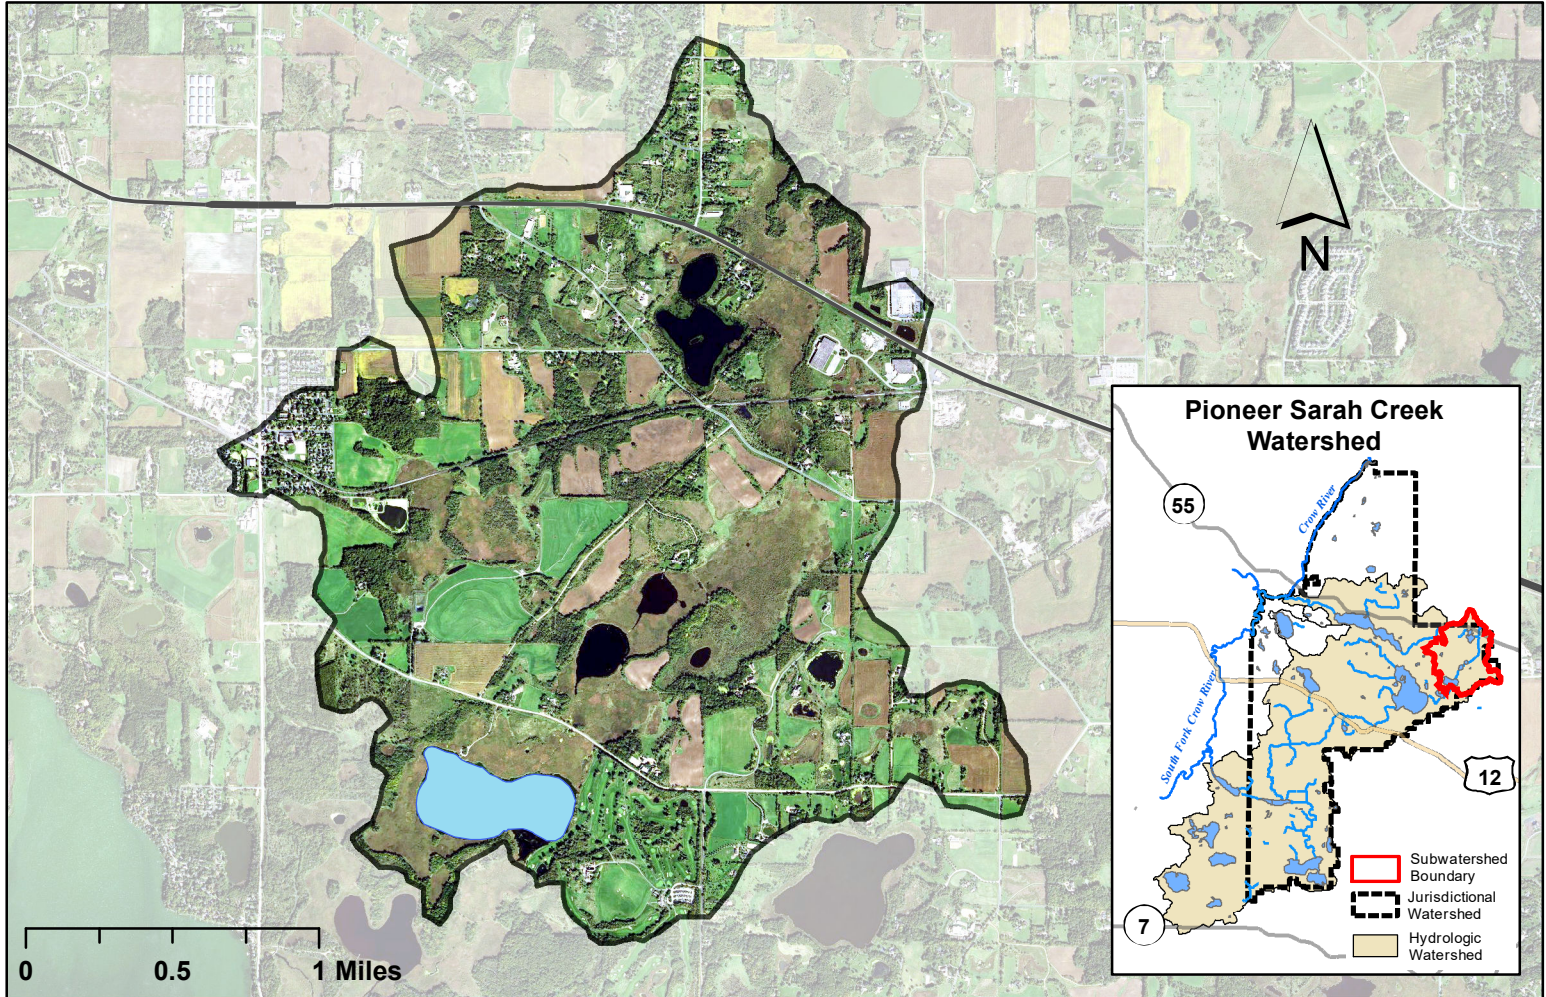 N
0 0.5 1 Miles
Pioneer Sarah Creek
Watershed
55
Crow River
South Fork Crow River
12
7
Subwatershed
Boundary
Jurisdictional
Watershed
Hydrologic
Watershed